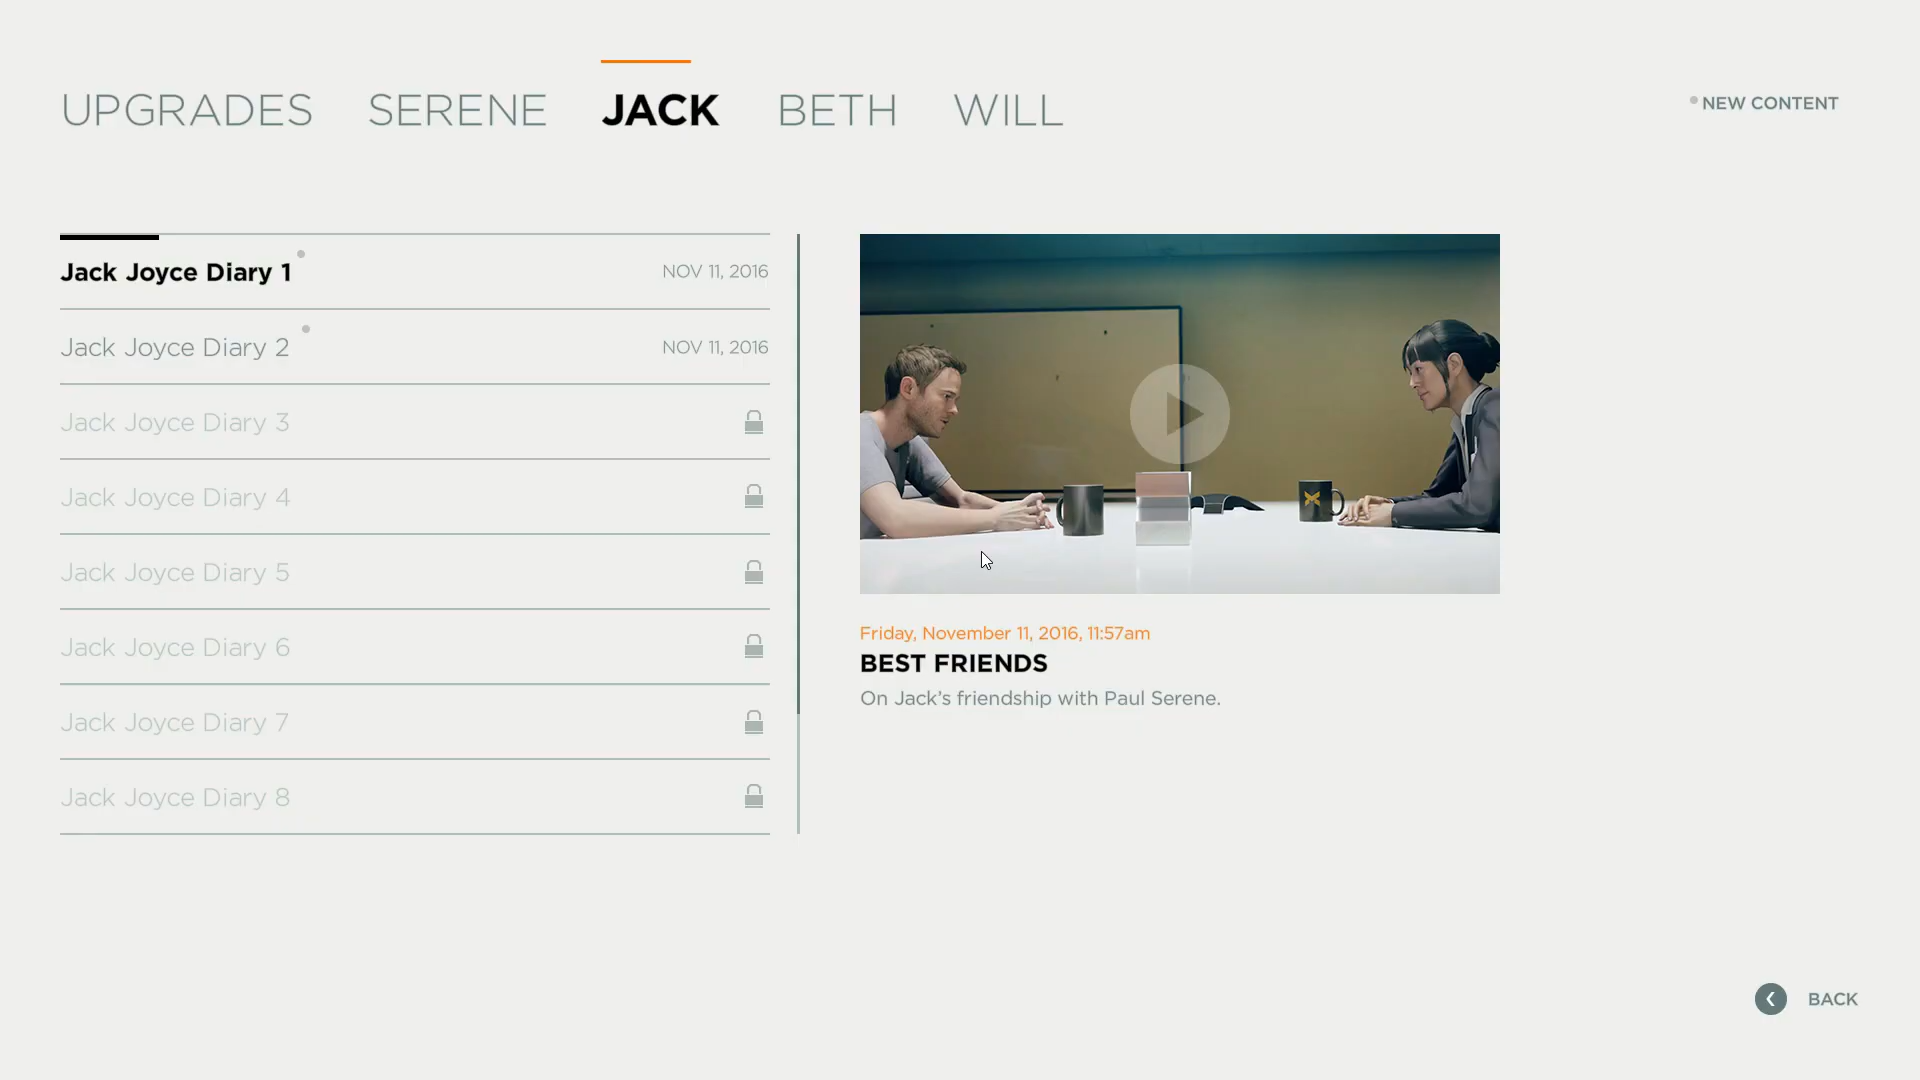 UPGRADES SERENE JACK BETH WILL
NEW CONTENT
Jack Joyce Diary 1 NOV 11, 2016
Jack Joyce Diary 2 NOV 11, 2016
Jack Joyce Diary 3
Jack Joyce Diary 4
Jack Joyce Diary 5
Jack Joyce Diary 6
Jack Joyce Diary 7
Jack Joyce Diary 8
Friday, November 11, 2016, 11:57am
BEST FRIENDS
On Jack’s friendship with Paul Serene.
BACK